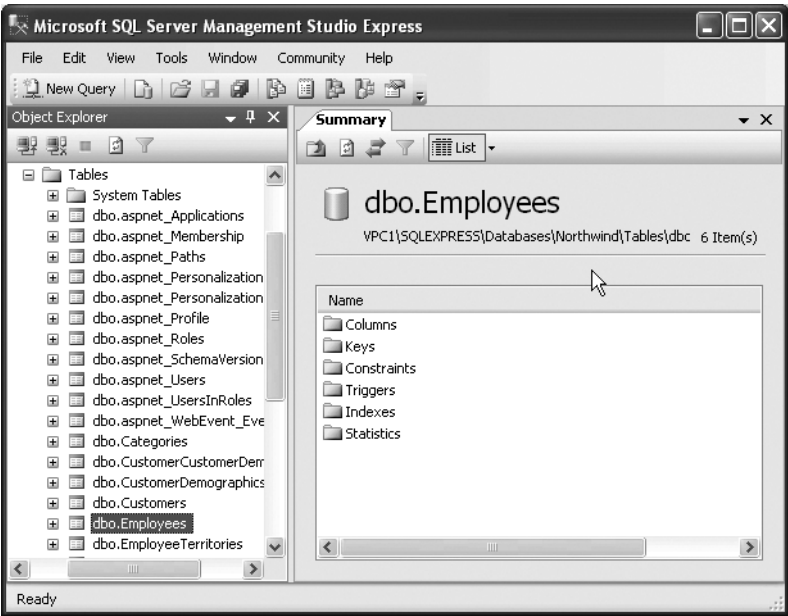 Microsoft SQL Server Management Studio Express
File Edit View Tools Window Community Help
New Query
Object Explorer
Tables
System Tables
dbo.aspnet_Applications
dbo.aspnet_Membership
dbo.aspnet_Paths
dbo.aspnet_Personalization
dbo.aspnet_Personalization
dbo.aspnet_Profile
dbo.aspnet_Roles
dbo.aspnet_SchemaVersion
dbo.aspnet_Users
dbo.aspnet_UsersInRoles
dbo.aspnet_WebEvent_Eve
dbo.Categories
dbo.CustomerCustomerDem
dbo.CustomerDemographics
dbo.Customers
dbo.Employees
dbo.EmployeeTerritories
Summary
List
dbo.Employees
VPC1\SQLEXPRESS\Databases\Northwind\Tables\dbc 6 Item(s)
Name
Columns
Keys
Constraints
Triggers
Indexes
Statistics
Ready